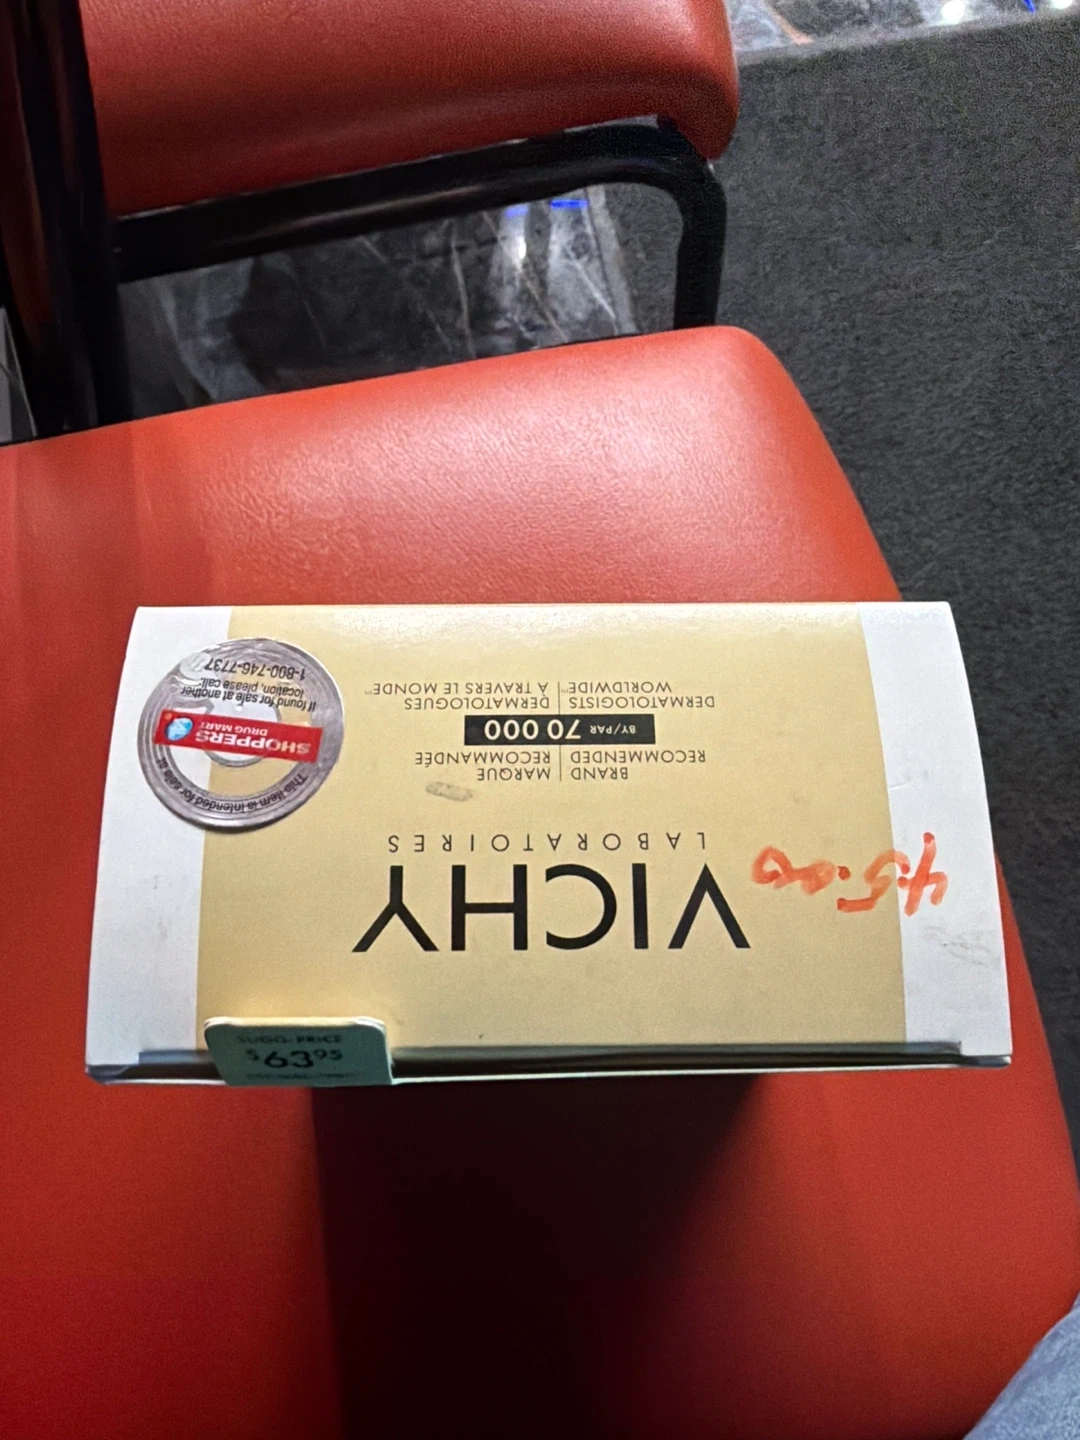 VICHY
LABORATOIRES
BRAND RECOMMENDED
MARQUE RECOMMANDÉE
BY/PAR 70 000
DERMATOLOGISTS WORLDWIDE™
DERMATOLOGUES À TRAVERS LE MONDE™
45.00
This item is intended for sale at
SHOPPERS
DRUG MART
If found for sale at another
location, please call:
1-800-746-7737
SUGG. PRICE
$63.95